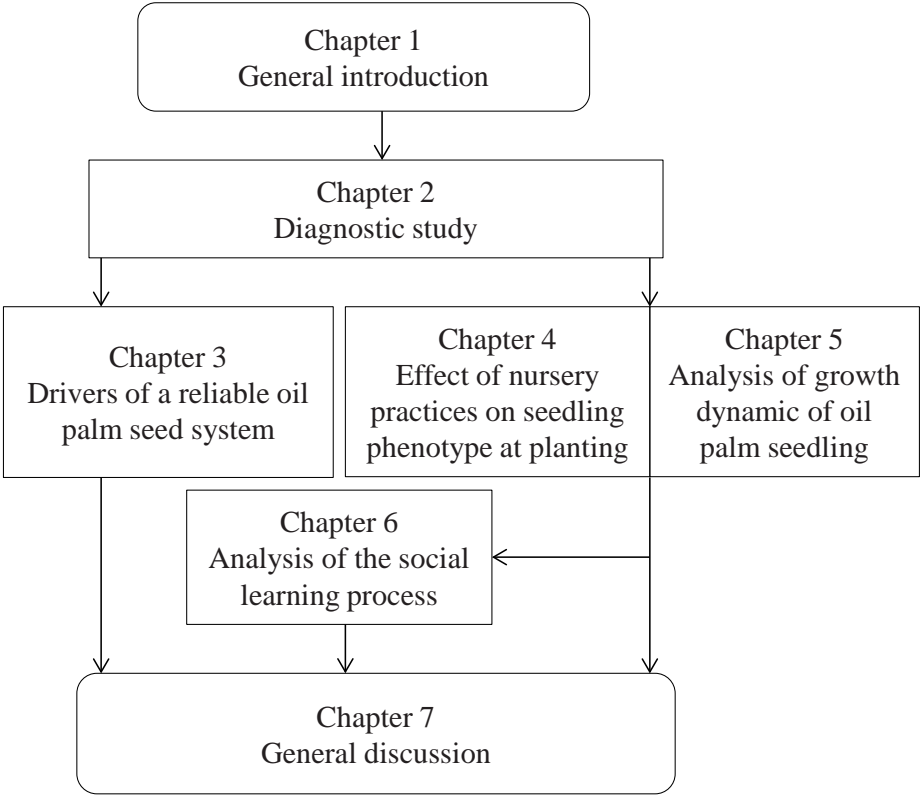 Chapter 1
General introduction
Chapter 2
Diagnostic study
Chapter 3
Drivers of a reliable oil
palm seed system
Chapter 4
Effect of nursery
practices on seedling
phenotype at planting
Chapter 5
Analysis of growth
dynamic of oil
palm seedling
Chapter 6
Analysis of the social
learning process
Chapter 7
General discussion